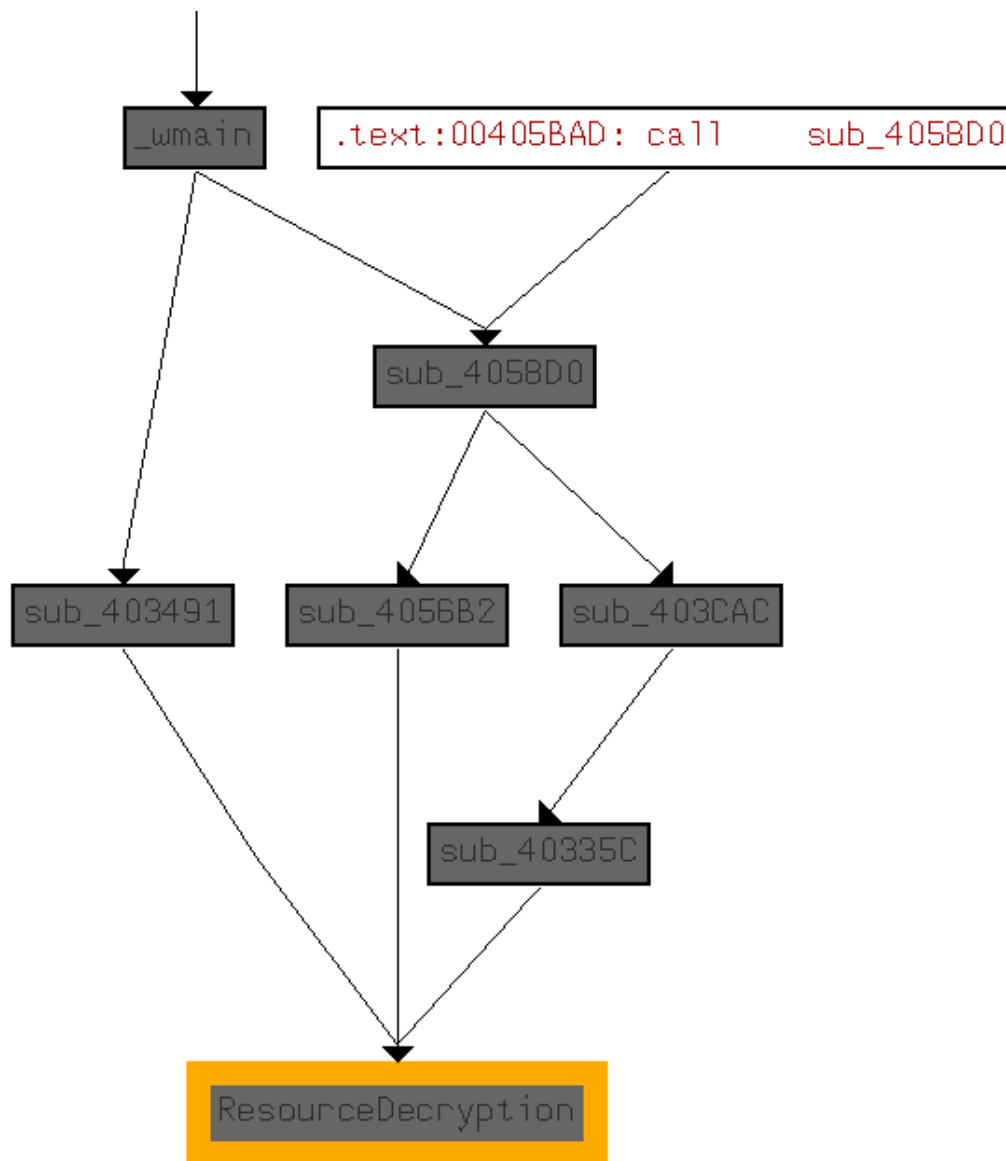 _wmain
.text:00405BAD: call sub_4058D0
sub_4058D0
sub_403491
sub_4056B2
sub_403CAC
sub_40335C
ResourceDecryption